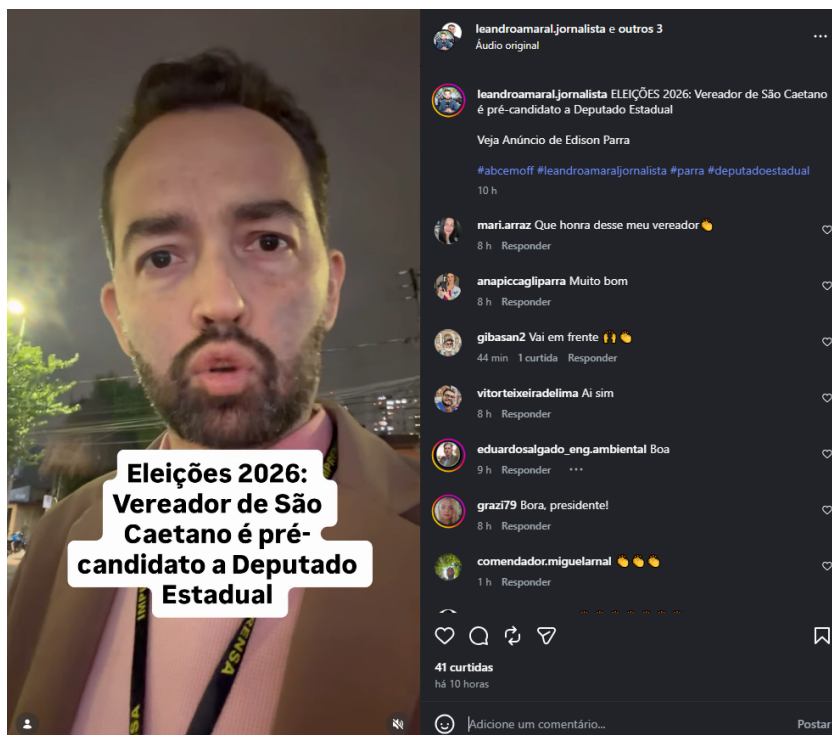 leandroamaral.jornalista e outros 3
Áudio original
leandroamaral.jornalista ELEIÇÕES 2026: Vereador de São Caetano
é pré-candidato a Deputado Estadual
Veja Anúncio de Edison Parra
#abcemoff #leandroamaraljornalista #parra #deputadoestadual
10 h
mari.arraz Que honra desse meu vereador👏
8 h Responder
anapiccagliparra Muito bom
8 h Responder
gibasan2 Vai em frente 🙌👏
44 min 1 curtida Responder
vitorteixeiradelima Ai sim
8 h Responder
eduardosalgado_eng.ambiental Boa
9 h Responder
grazi79 Bora, presidente!
8 h Responder
comendador.miguelarnal 👏👏👏
1 h Responder
41 curtidas
há 10 horas
Adicione um comentário...
Postar
Eleições 2026:
Vereador de São
Caetano é pré-
candidato a Deputado
Estadual